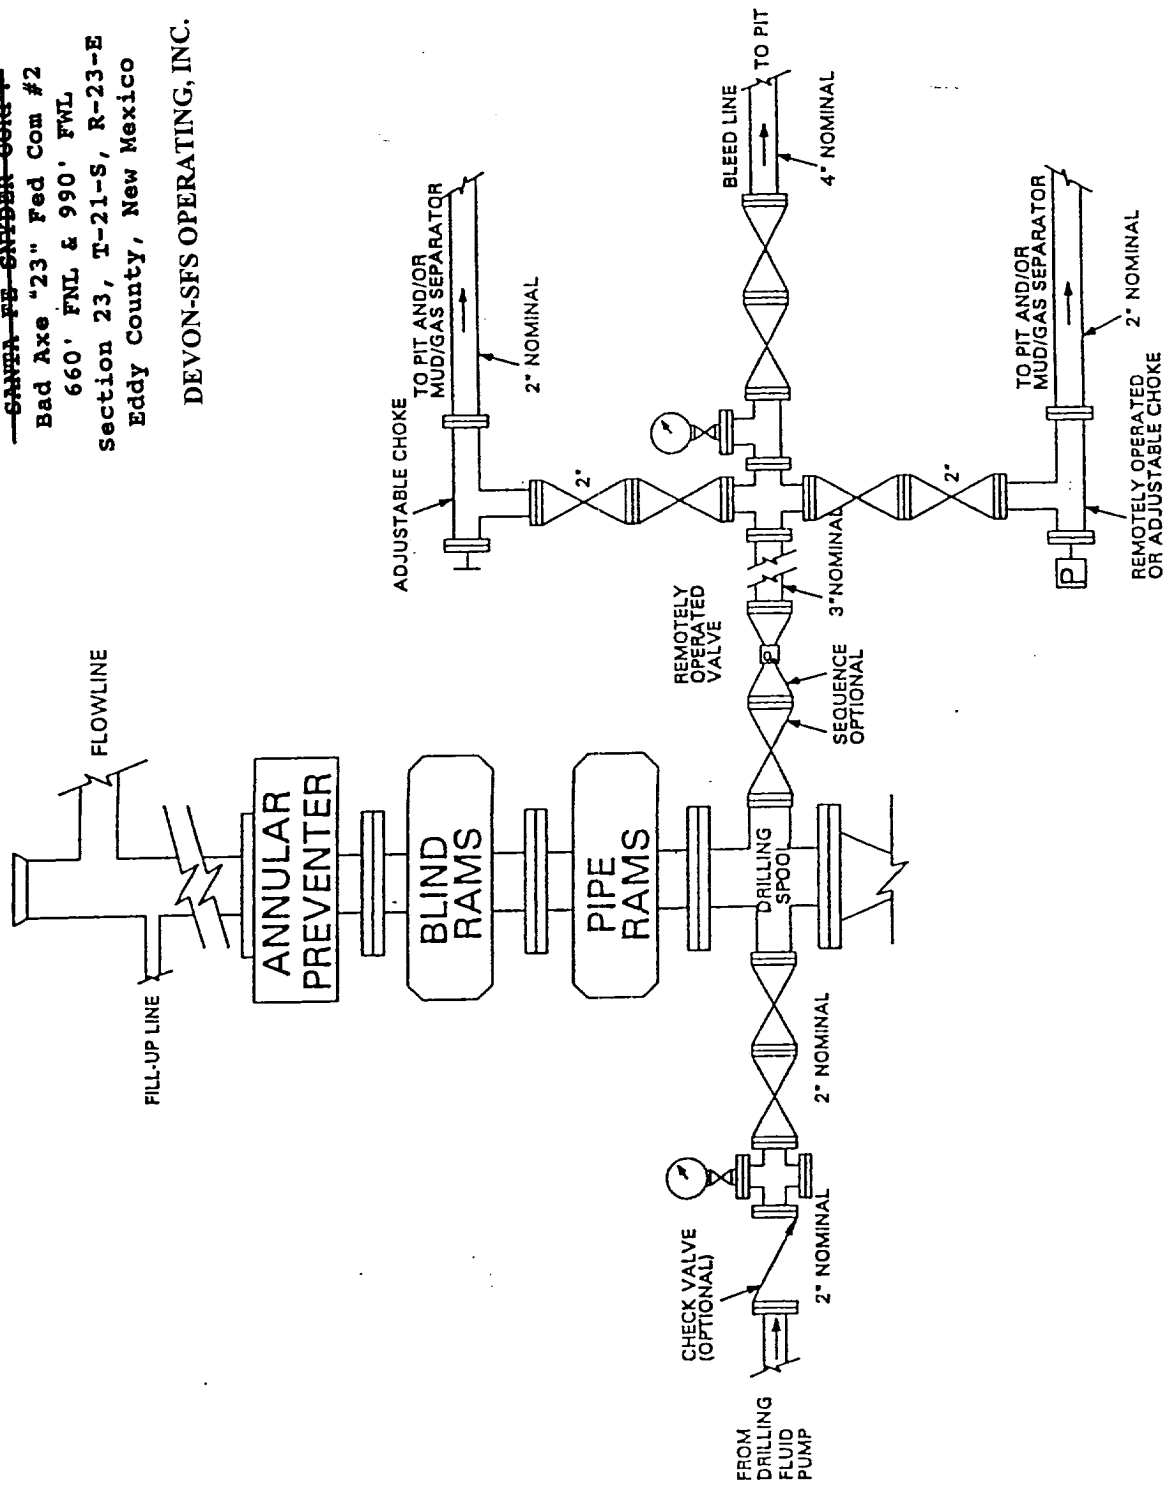 SANTA FE SNYDER CORP.
Bad Axe "23" Fed Com #2
660' FNL & 990' FWL
Section 23, T-21-S, R-23-E
Eddy County, New Mexico
DEVON-SFS OPERATING, INC.
FLOWLINE
FILL-UP LINE
ANNULAR
PREVENTER
BLIND
RAMS
PIPE
RAMS
DRILLING
SPOOL
ADJUSTABLE CHOKE
TO PIT AND/OR
MUD/GAS SEPARATOR
2" NOMINAL
2"
BLEED LINE
TO PIT
4" NOMINAL
REMOTELY
OPERATED
VALVE
P
3" NOMINAL
SEQUENCE
OPTIONAL
2"
TO PIT AND/OR
MUD/GAS SEPARATOR
2" NOMINAL
P
REMOTELY OPERATED
OR ADJUSTABLE CHOKE
2" NOMINAL
CHECK VALVE
(OPTIONAL)
2" NOMINAL
FROM
DRILLING
FLUID
PUMP